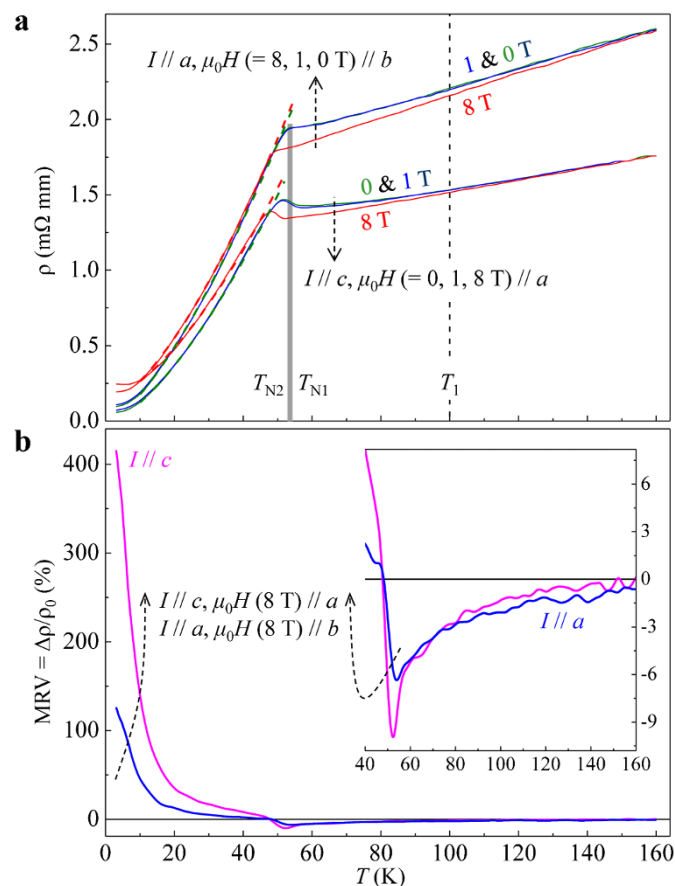 a
2.5
2.0
1.5
1.0
0.5
0.0
ρ (mΩ mm)
I // a, μ₀H (= 8, 1, 0 T) // b
1 & 0 T
8 T
0 & 1 T
8 T
I // c, μ₀H (= 0, 1, 8 T) // a
T_N2
T_N1
T_1
b
400
300
200
100
0
MRV = Δρ/ρ₀ (%)
I // c
I // c, μ₀H (8 T) // a
I // a, μ₀H (8 T) // b
6
3
0
-3
-6
-9
I // a
40 60 80 100 120 140 160
0 20 40 60 80 100 120 140 160
T (K)